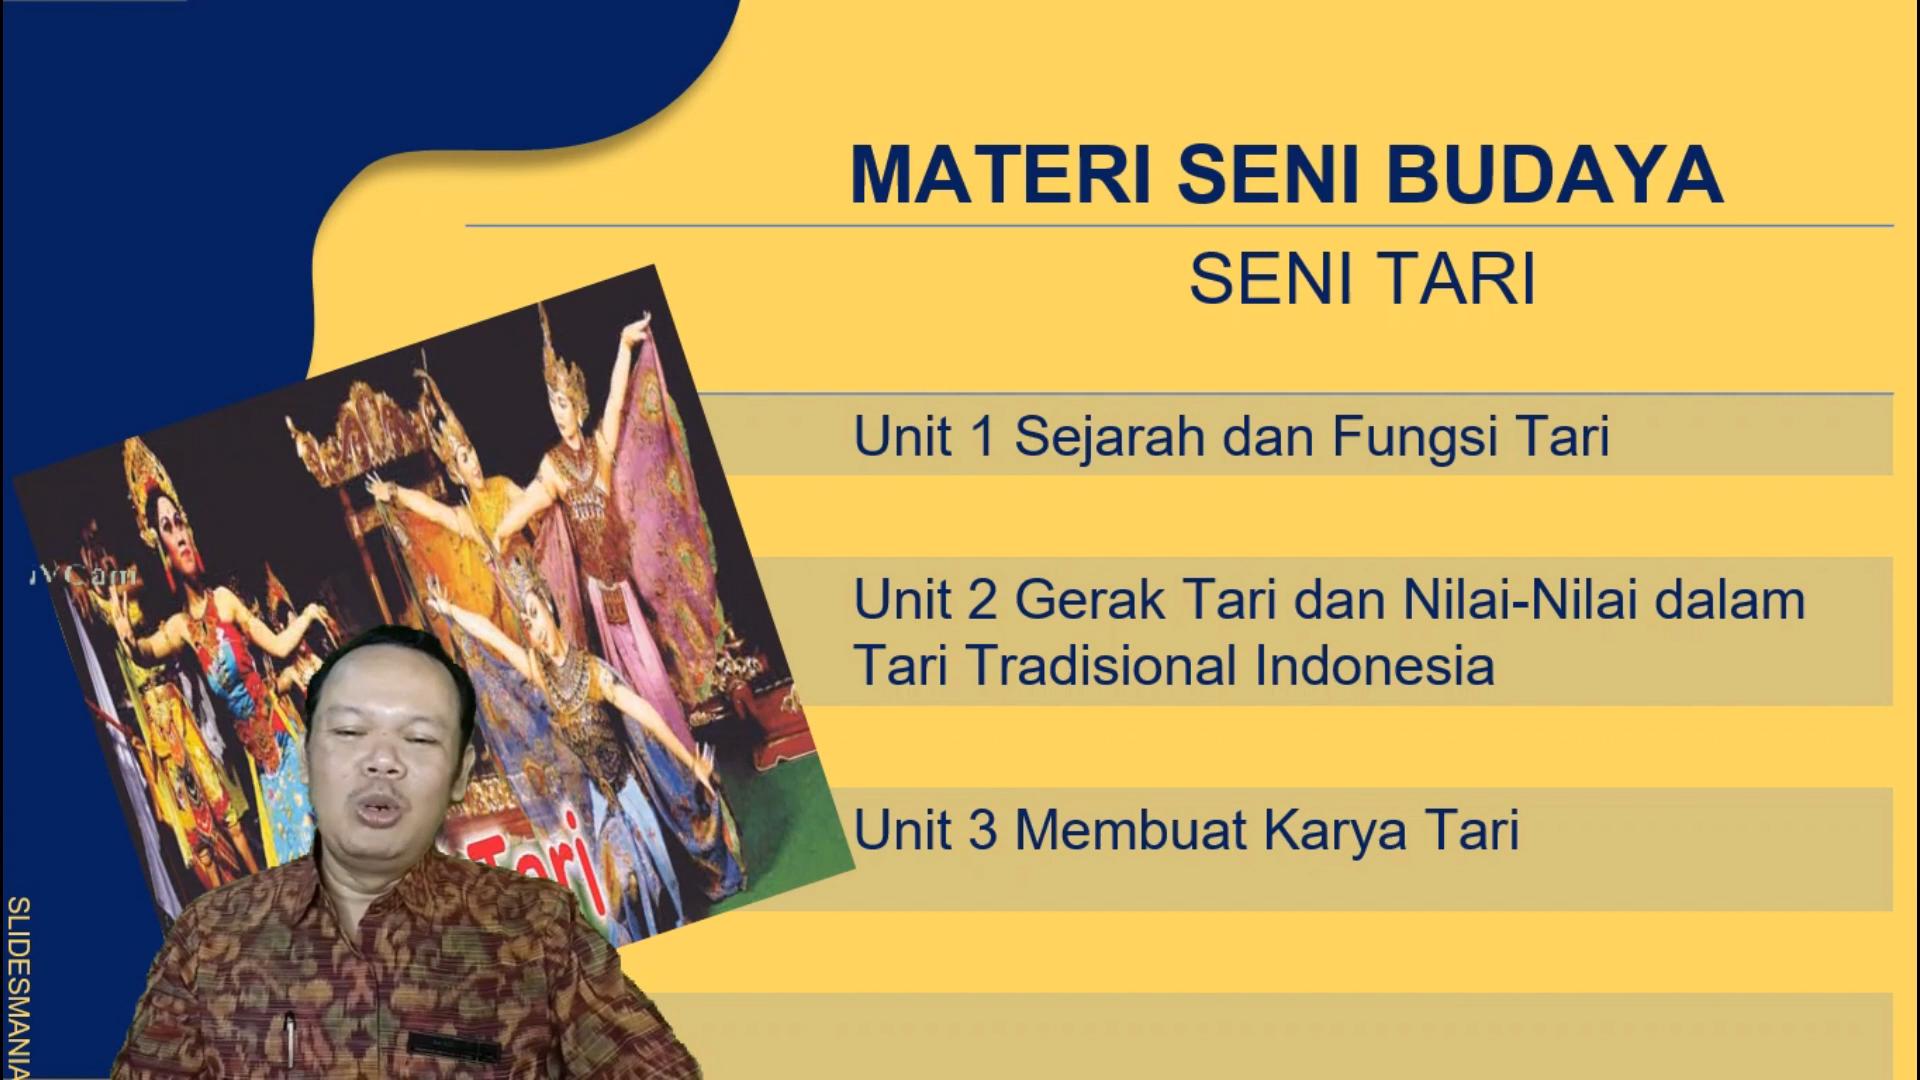 MATERI SENI BUDAYA
SENI TARI
Unit 1 Sejarah dan Fungsi Tari
Unit 2 Gerak Tari dan Nilai-Nilai dalam
Tari Tradisional Indonesia
Unit 3 Membuat Karya Tari
iVCam
Tari
SLIDESMANIA